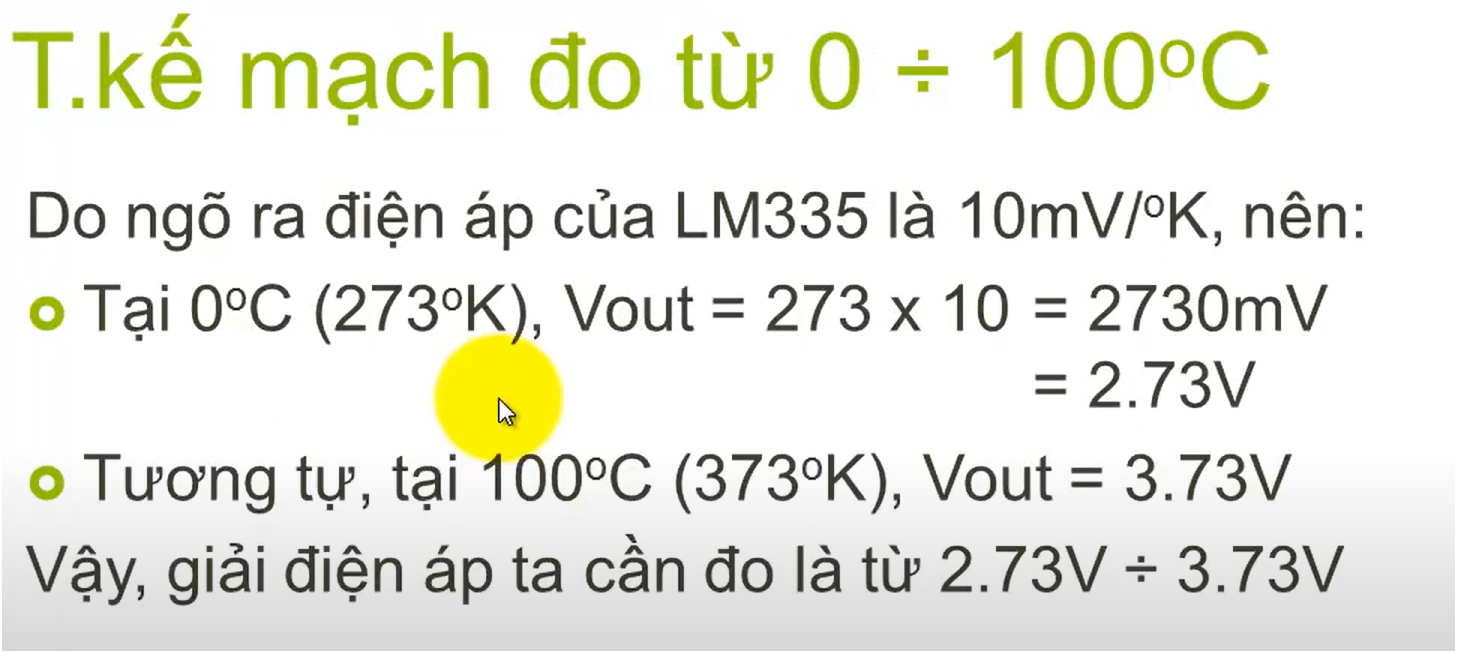 T.kế mạch đo từ 0 ÷ 100ºC
Do ngõ ra điện áp của LM335 là 10mV/ºK, nên:
Tại 0ºC (273ºK), Vout = 273 x 10 = 2730mV
= 2.73V
Tương tự, tại 100ºC (373ºK), Vout = 3.73V
Vậy, giải điện áp ta cần đo là từ 2.73V ÷ 3.73V